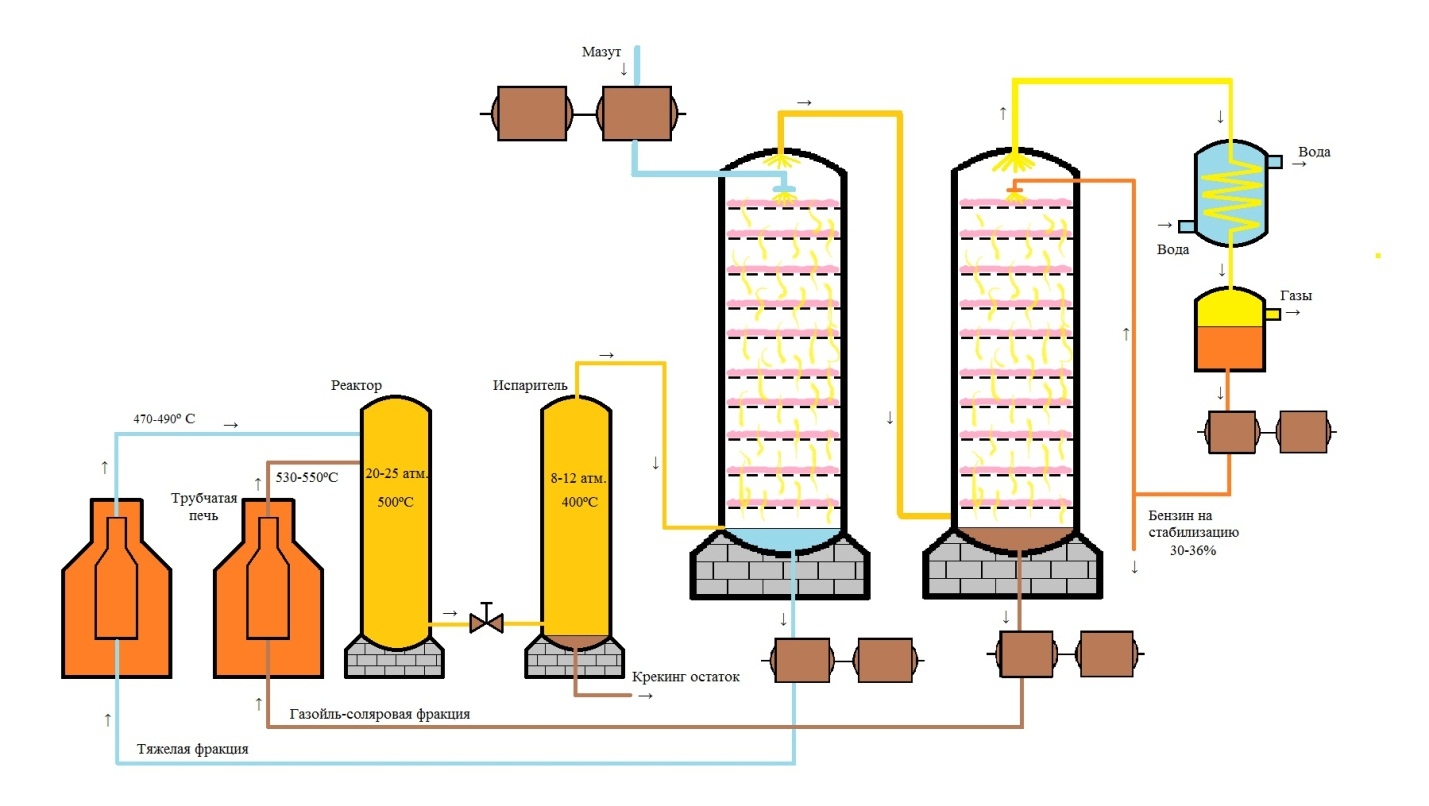 Мазут
Вода
Вода
Газы
Реактор
Испаритель
470-490º С
530-550ºС
Трубчатая
печь
20-25 атм.
500ºС
8-12 атм.
400ºС
Бензин на
стабилизацию
30-36%
Крекинг остаток
Газойль-соляровая фракция
Тяжелая фракция